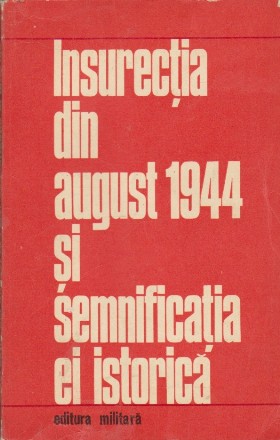 Insurecția
din
august 1944
și
semnificația
ei istorică
editura militară